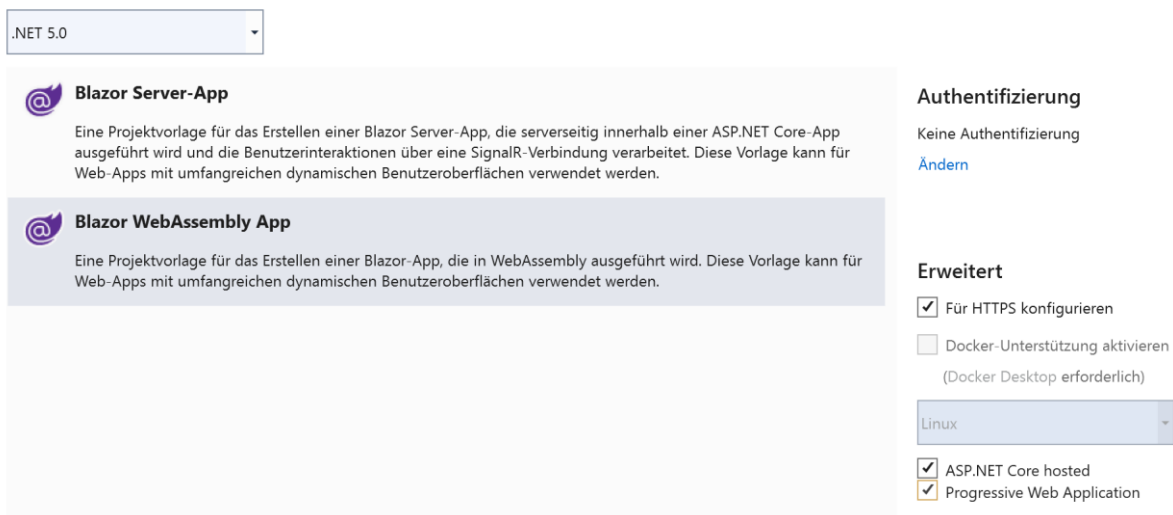 .NET 5.0
Blazor Server-App
Eine Projektvorlage für das Erstellen einer Blazor Server-App, die serverseitig innerhalb einer ASP.NET Core-App
ausgeführt wird und die Benutzerinteraktionen über eine SignalR-Verbindung verarbeitet. Diese Vorlage kann für
Web-Apps mit umfangreichen dynamischen Benutzeroberflächen verwendet werden.
Blazor WebAssembly App
Eine Projektvorlage für das Erstellen einer Blazor-App, die in WebAssembly ausgeführt wird. Diese Vorlage kann für
Web-Apps mit umfangreichen dynamischen Benutzeroberflächen verwendet werden.
Authentifizierung
Keine Authentifizierung
Ändern
Erweitert
Für HTTPS konfigurieren
Docker-Unterstützung aktivieren
(Docker Desktop erforderlich)
Linux
ASP.NET Core hosted
Progressive Web Application